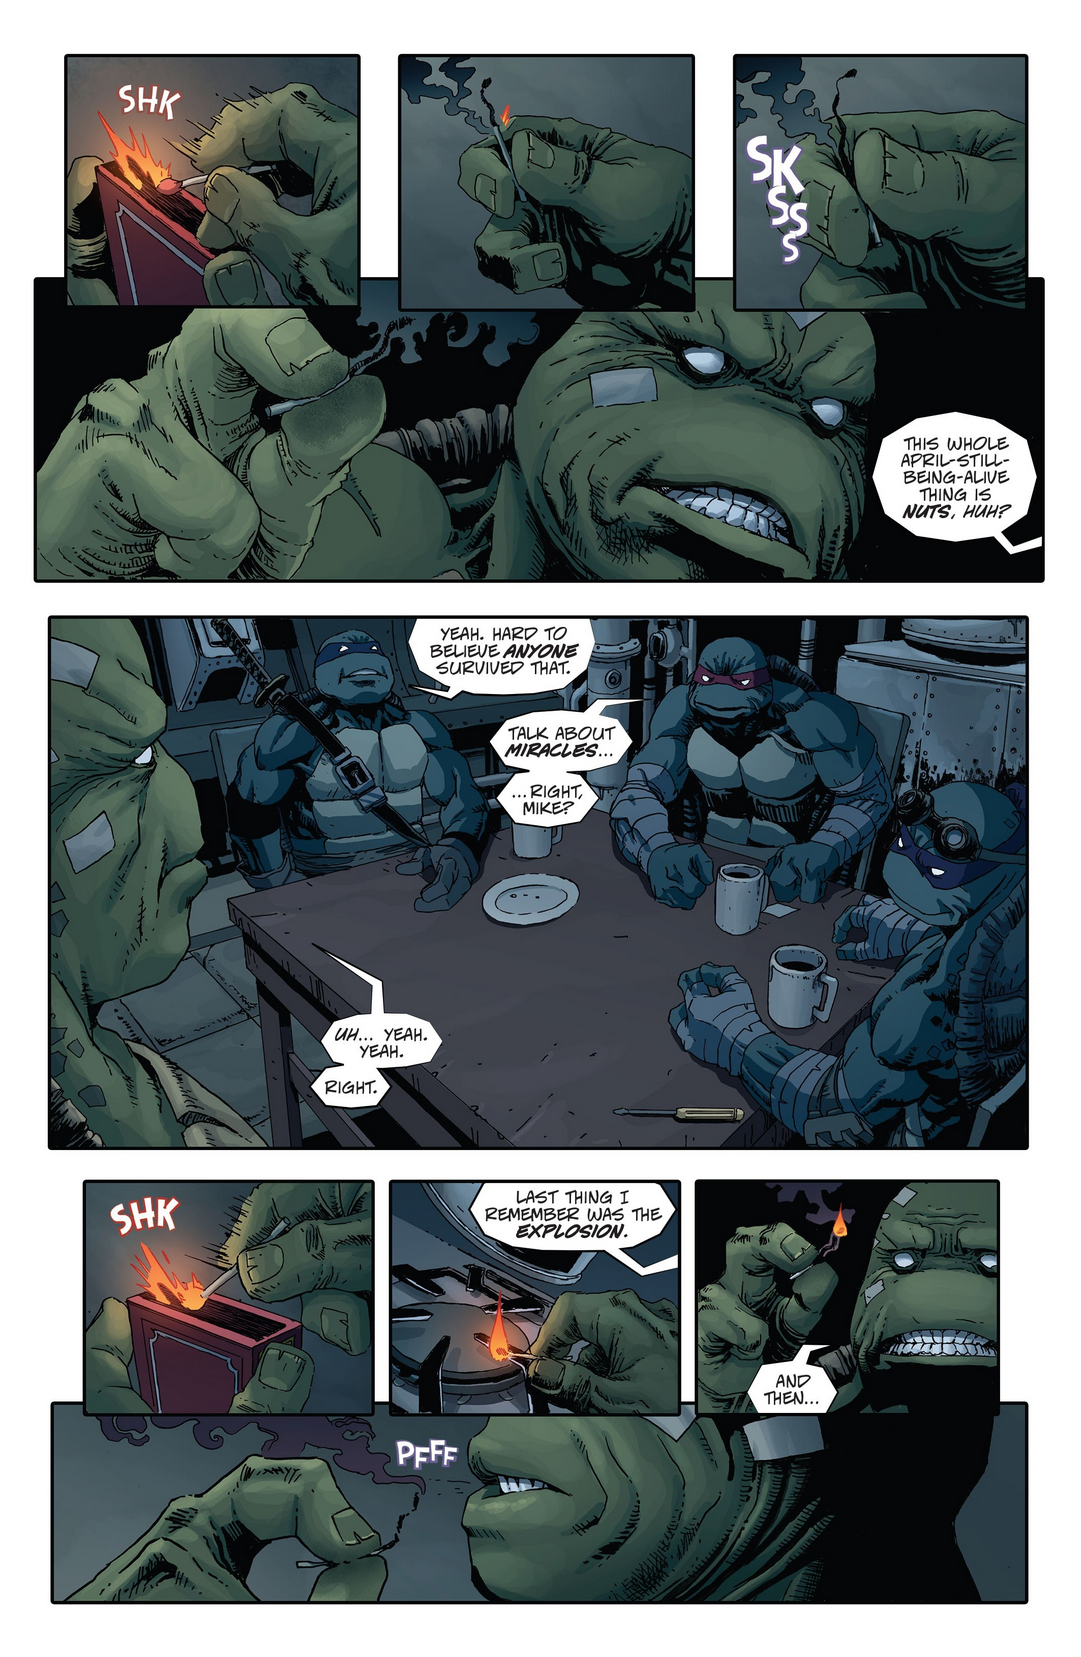 SHK
SKSSS
THIS WHOLE
APRIL-STILL-
BEING-ALIVE
THING IS
NUTS, HUH?
YEAH. HARD TO
BELIEVE ANYONE
SURVIVED THAT.
TALK ABOUT
MIRACLES...
...RIGHT,
MIKE?
UH... YEAH.
YEAH.
RIGHT.
SHK
LAST THING I
REMEMBER WAS THE
EXPLOSION.
AND
THEN...
PFFF